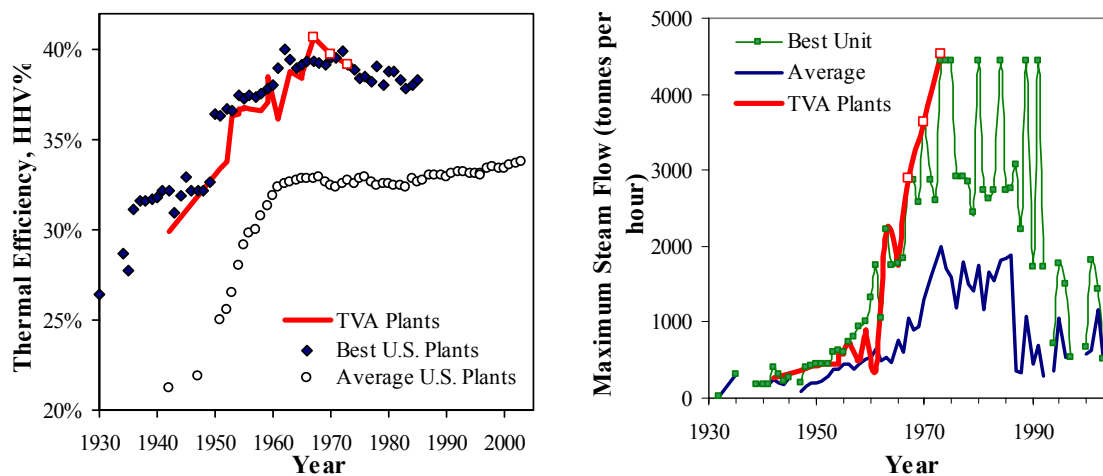 Thermal Efficiency, HHV%
40%
35%
30%
25%
20%
TVA Plants
Best U.S. Plants
Average U.S. Plants
1930 1940 1950 1960 1970 1980 1990 2000
Year
Maximum Steam Flow (tonnes per
hour)
5000
4000
3000
2000
1000
0
Best Unit
Average
TVA Plants
1930 1950 1970 1990
Year